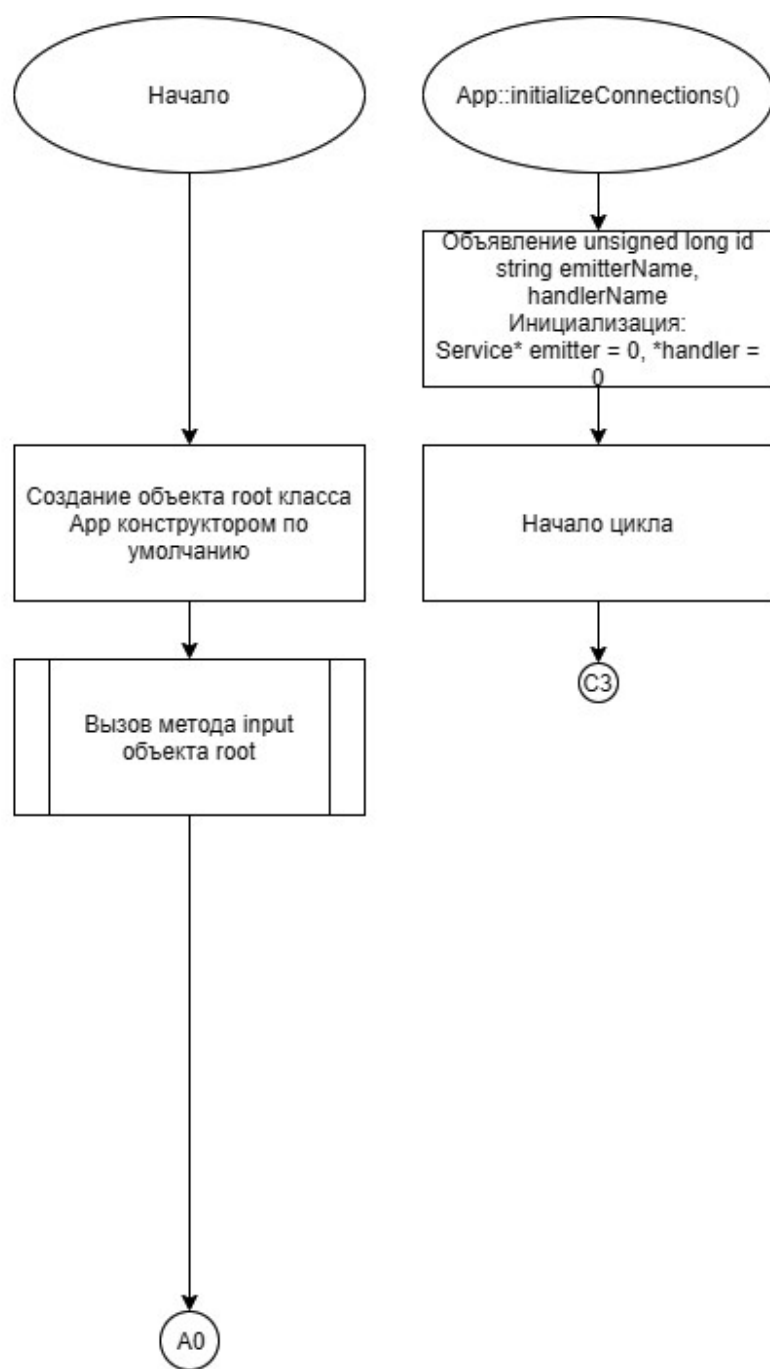 Начало
Создание объекта root класса
App конструктором по
умолчанию
Вызов метода input
объекта root
A0
App::initializeConnections()
Объявление unsigned long id
string emitterName,
handlerName
Инициализация:
Service* emitter = 0, *handler =
0
Начало цикла
C3